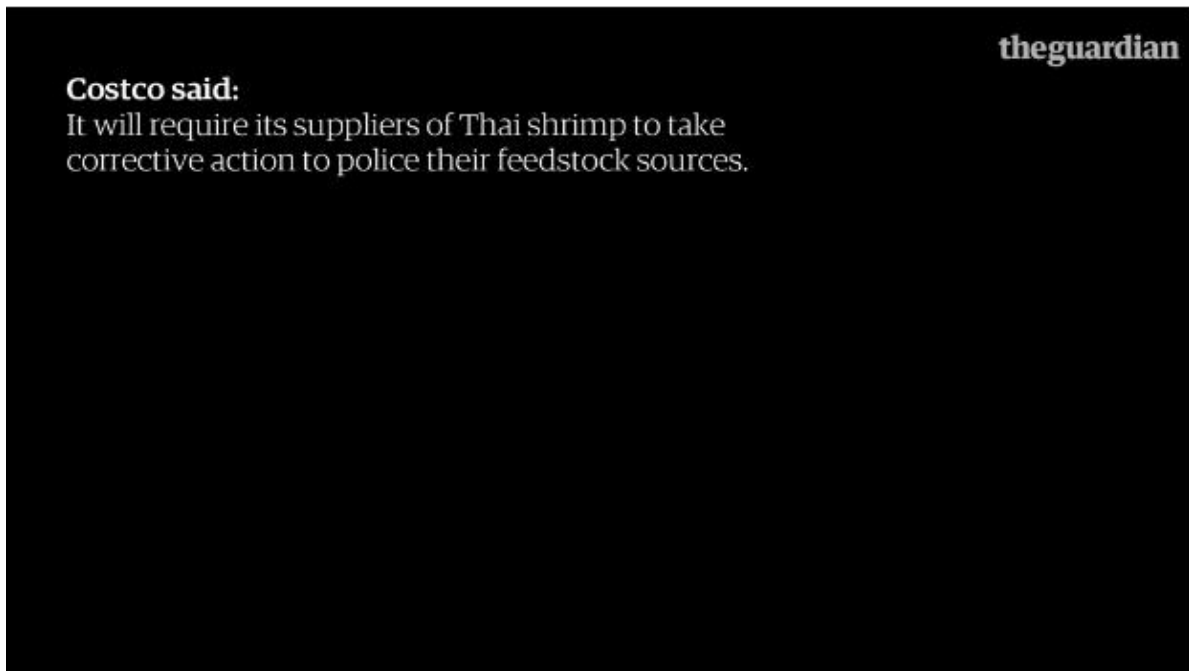 theguardian
Costco said:
It will require its suppliers of Thai shrimp to take
corrective action to police their feedstock sources.